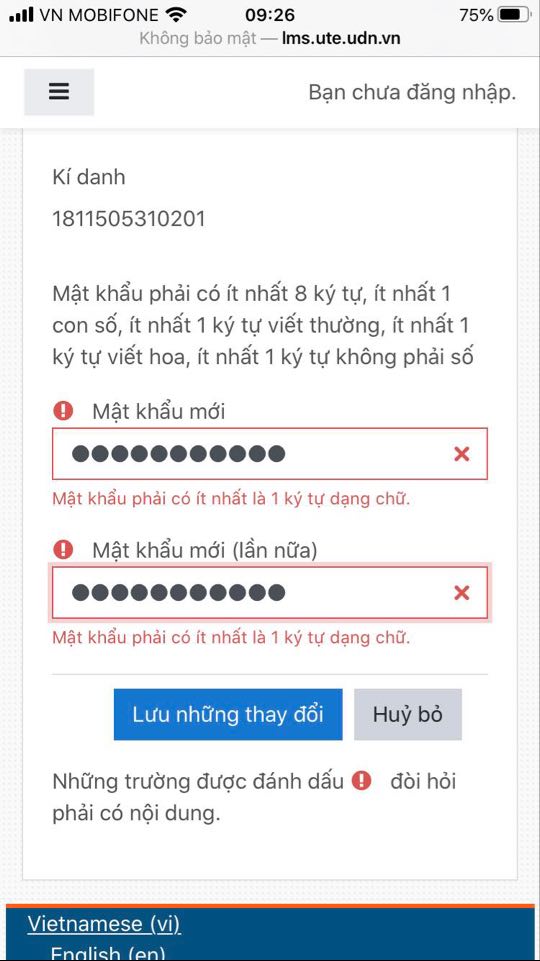 VN MOBIFONE 09:26 75%
Không bảo mật — lms.ute.udn.vn
Bạn chưa đăng nhập.
Kí danh
1811505310201
Mật khẩu phải có ít nhất 8 ký tự, ít nhất 1
con số, ít nhất 1 ký tự viết thường, ít nhất 1
ký tự viết hoa, ít nhất 1 ký tự không phải số
Mật khẩu mới
Mật khẩu phải có ít nhất là 1 ký tự dạng chữ.
Mật khẩu mới (lần nữa)
Mật khẩu phải có ít nhất là 1 ký tự dạng chữ.
Lưu những thay đổi Huỷ bỏ
Những trường được đánh dấu đòi hỏi
phải có nội dung.
Vietnamese (vi)
English (en)